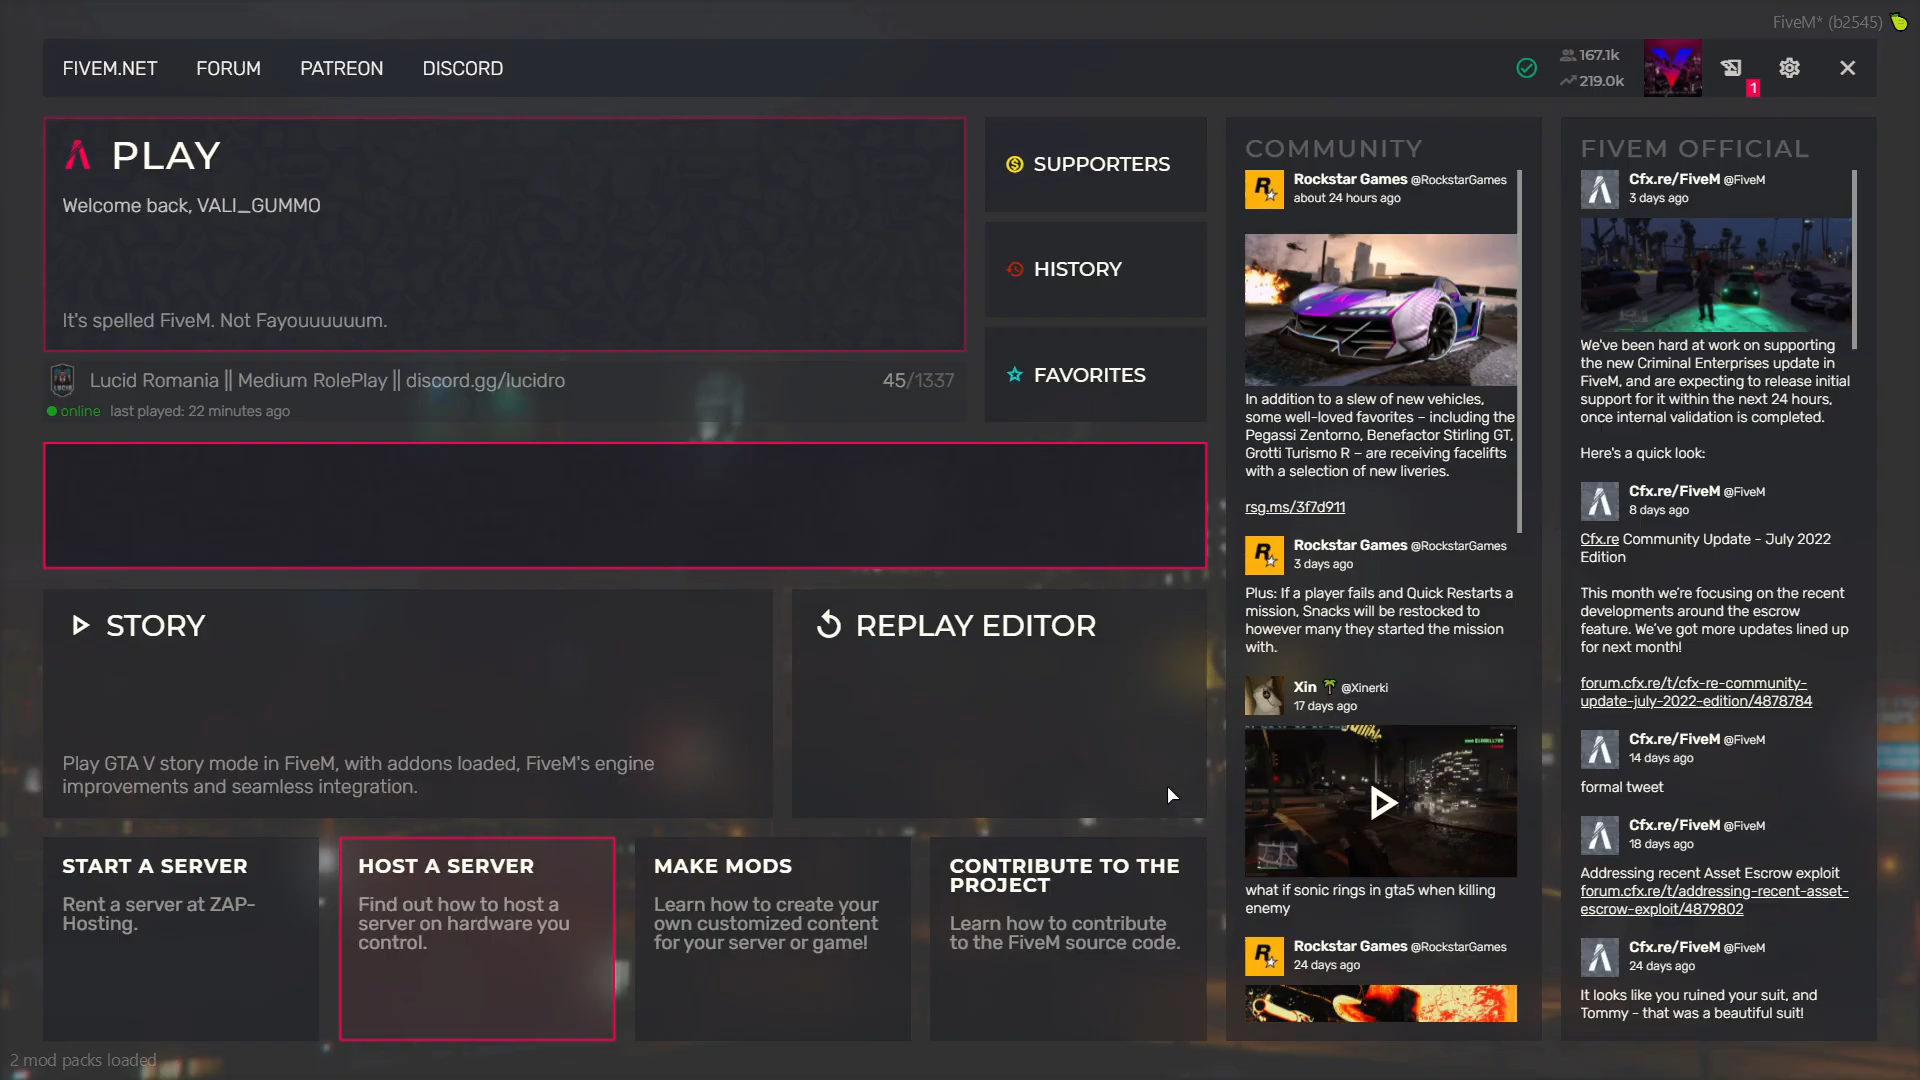 FiveM* (b2545)
FIVEM.NET
FORUM
PATREON
DISCORD
167.1k
219.0k
1
PLAY
Welcome back, VALI_GUMMO
It's spelled FiveM. Not Fayouuuuuum.
Lucid Romania || Medium RolePlay || discord.gg/lucidro
45/1337
online last played: 22 minutes ago
SUPPORTERS
HISTORY
FAVORITES
STORY
Play GTA V story mode in FiveM, with addons loaded, FiveM's engine
improvements and seamless integration.
REPLAY EDITOR
START A SERVER
Rent a server at ZAP-
Hosting.
HOST A SERVER
Find out how to host a
server on hardware you
control.
MAKE MODS
Learn how to create your
own customized content
for your server or game!
CONTRIBUTE TO THE
PROJECT
Learn how to contribute
to the FiveM source code.
2 mod packs loaded
COMMUNITY
Rockstar Games @RockstarGames
about 24 hours ago
In addition to a slew of new vehicles,
some well-loved favorites – including the
Pegassi Zentorno, Benefactor Stirling GT,
Grotti Turismo R – are receiving facelifts
with a selection of new liveries.
rsg.ms/3f7d911
Rockstar Games @RockstarGames
3 days ago
Plus: If a player fails and Quick Restarts a
mission, Snacks will be restocked to
however many they started the mission
with.
Xin 🌴 @Xinerki
17 days ago
what if sonic rings in gta5 when killing
enemy
Rockstar Games @RockstarGames
24 days ago
FIVEM OFFICIAL
Cfx.re/FiveM @FiveM
3 days ago
We've been hard at work on supporting
the new Criminal Enterprises update in
FiveM, and are expecting to release initial
support for it within the next 24 hours,
once internal validation is completed.
Here's a quick look:
Cfx.re/FiveM @FiveM
8 days ago
Cfx.re Community Update - July 2022
Edition
This month we're focusing on the recent
developments around the escrow
feature. We've got more updates lined up
for next month!
forum.cfx.re/t/cfx-re-community-
update-july-2022-edition/4878784
Cfx.re/FiveM @FiveM
14 days ago
formal tweet
Cfx.re/FiveM @FiveM
18 days ago
Addressing recent Asset Escrow exploit
forum.cfx.re/t/addressing-recent-asset-
escrow-exploit/4879802
Cfx.re/FiveM @FiveM
24 days ago
It looks like you ruined your suit, and
Tommy - that was a beautiful suit!